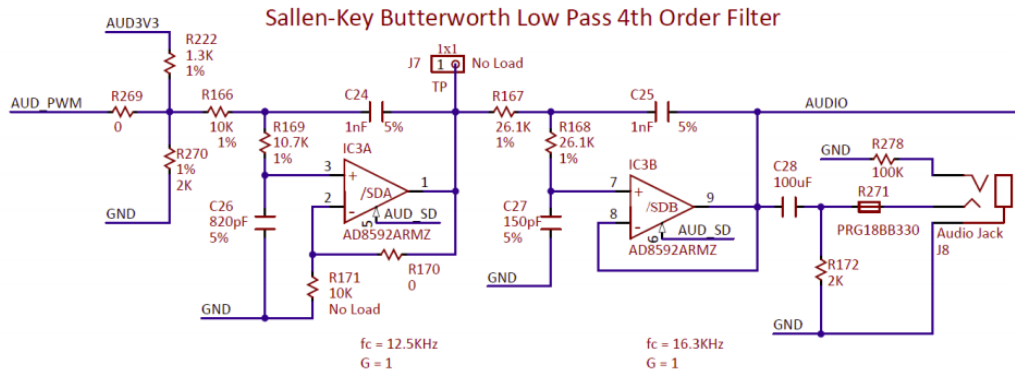 Sallen-Key Butterworth Low Pass 4th Order Filter
AUD3V3
R222
1.3K
1%
AUD_PWM
R269
0
R166
10K
1%
R270
1%
2K
GND
R169
10.7K
1%
C24
1nF
5%
J7
1x1
1
No Load
TP
IC3A
3
+
/SDA
1
2
-
5
AUD_SD
AD8592ARMZ
C26
820pF
5%
R171
10K
No Load
R170
0
GND
fc = 12.5KHz
G = 1
R167
26.1K
1%
R168
26.1K
1%
C25
1nF
5%
IC3B
7
+
/SDB
9
8
-
6
AUD_SD
AD8592ARMZ
C27
150pF
5%
GND
fc = 16.3KHz
G = 1
AUDIO
C28
100uF
GND
R278
100K
R271
PRG18BB330
R172
2K
GND
Audio Jack
J8